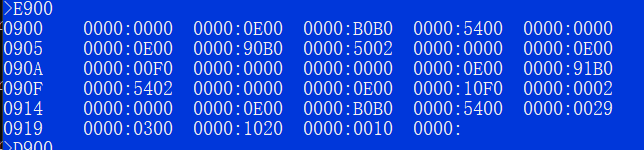 >E900
0900 0000:0000 0000:0E00 0000:B0B0 0000:5400 0000:0000
0905 0000:0E00 0000:90B0 0000:5002 0000:0000 0000:0E00
090A 0000:00F0 0000:0000 0000:0000 0000:0E00 0000:91B0
090F 0000:5402 0000:0000 0000:0E00 0000:10F0 0000:0002
0914 0000:0000 0000:0E00 0000:B0B0 0000:5400 0000:0029
0919 0000:0300 0000:1020 0000:0010 0000:
>D900